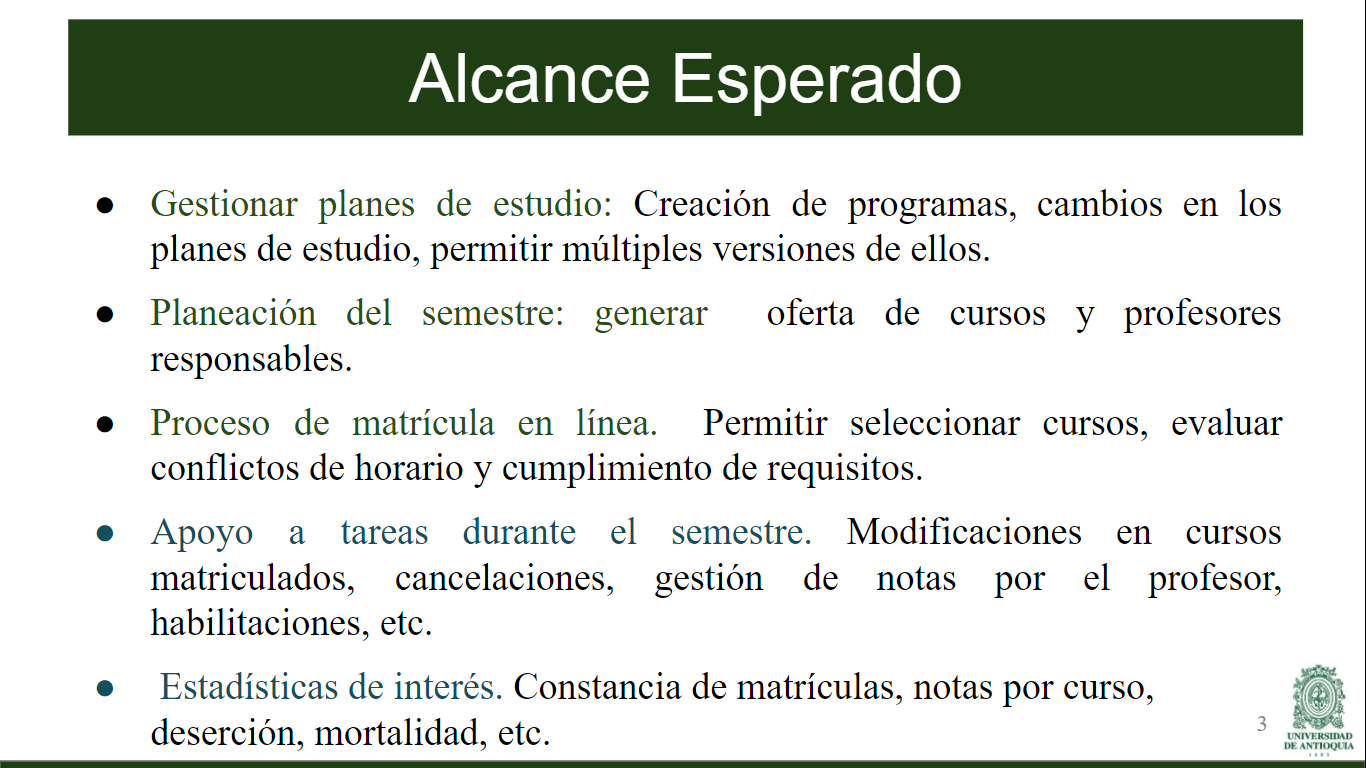 Alcance Esperado
● Gestionar planes de estudio: Creación de programas, cambios en los
planes de estudio, permitir múltiples versiones de ellos.
● Planeación del semestre: generar oferta de cursos y profesores
responsables.
● Proceso de matrícula en línea. Permitir seleccionar cursos, evaluar
conflictos de horario y cumplimiento de requisitos.
● Apoyo a tareas durante el semestre. Modificaciones en cursos
matriculados, cancelaciones, gestión de notas por el profesor,
habilitaciones, etc.
● Estadísticas de interés. Constancia de matrículas, notas por curso,
deserción, mortalidad, etc.
3
UNIVERSIDAD
DE ANTIOQUIA
1803